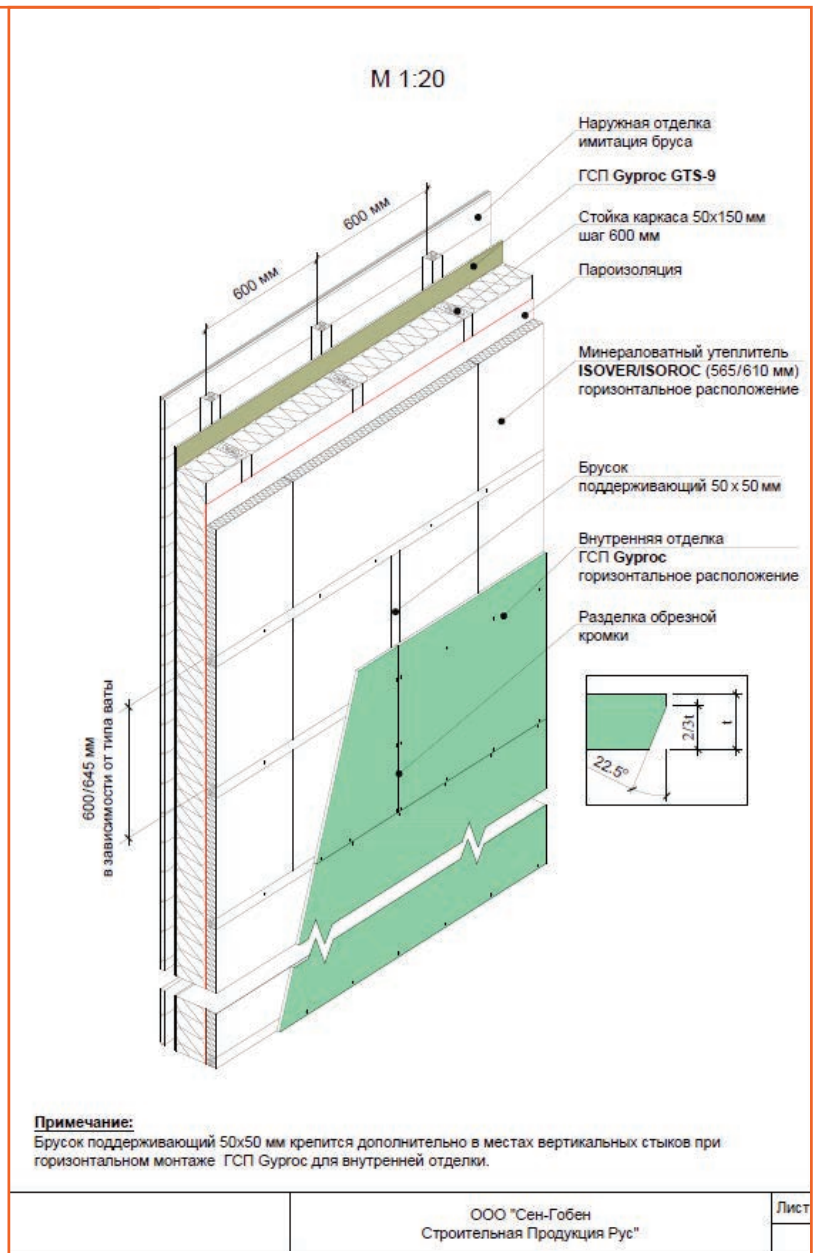 М 1:20
Наружная отделка
имитация бруса
ГСП Gyproc GTS-9
Стойка каркаса 50х150 мм
шаг 600 мм
Пароизоляция
Минераловатный утеплитель
ISOVER/ISOROC (565/610 мм)
горизонтальное расположение
Брусок
поддерживающий 50 х 50 мм
Внутренняя отделка
ГСП Gyproc
горизонтальное расположение
Разделка обрезной
кромки
600 мм
600 мм
600/645 мм
в зависимости от типа ваты
2/3t
t
22.5°
Примечание:
Брусок поддерживающий 50х50 мм крепится дополнительно в местах вертикальных стыков при
горизонтальном монтаже ГСП Gyproc для внутренней отделки.
ООО "Сен-Гобен
Строительная Продукция Рус"
Лист